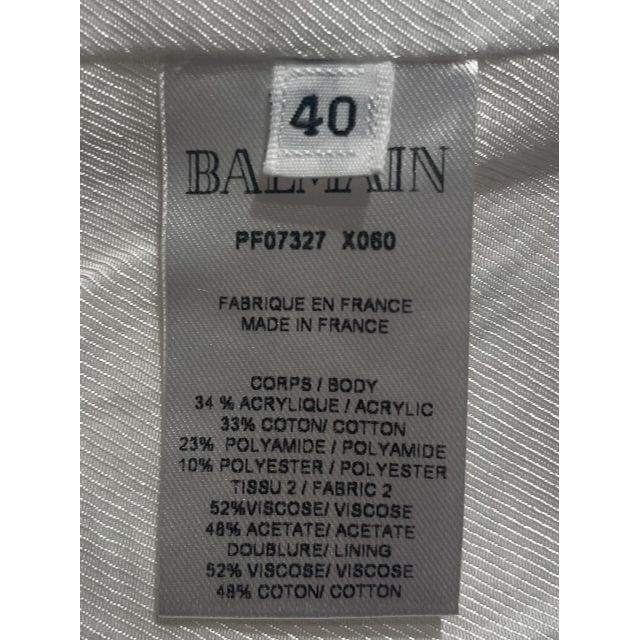 40
BALMAIN
PF07327 X060
FABRIQUE EN FRANCE
MADE IN FRANCE
CORPS / BODY
34 % ACRYLIQUE / ACRYLIC
33% COTON/ COTTON
23% POLYAMIDE / POLYAMIDE
10% POLYESTER / POLYESTER
TISSU 2 / FABRIC 2
52%VISCOSE/ VISCOSE
48% ACETATE/ ACETATE
DOUBLURE/ LINING
52% VISCOSE/ VISCOSE
48% COTON/ COTTON